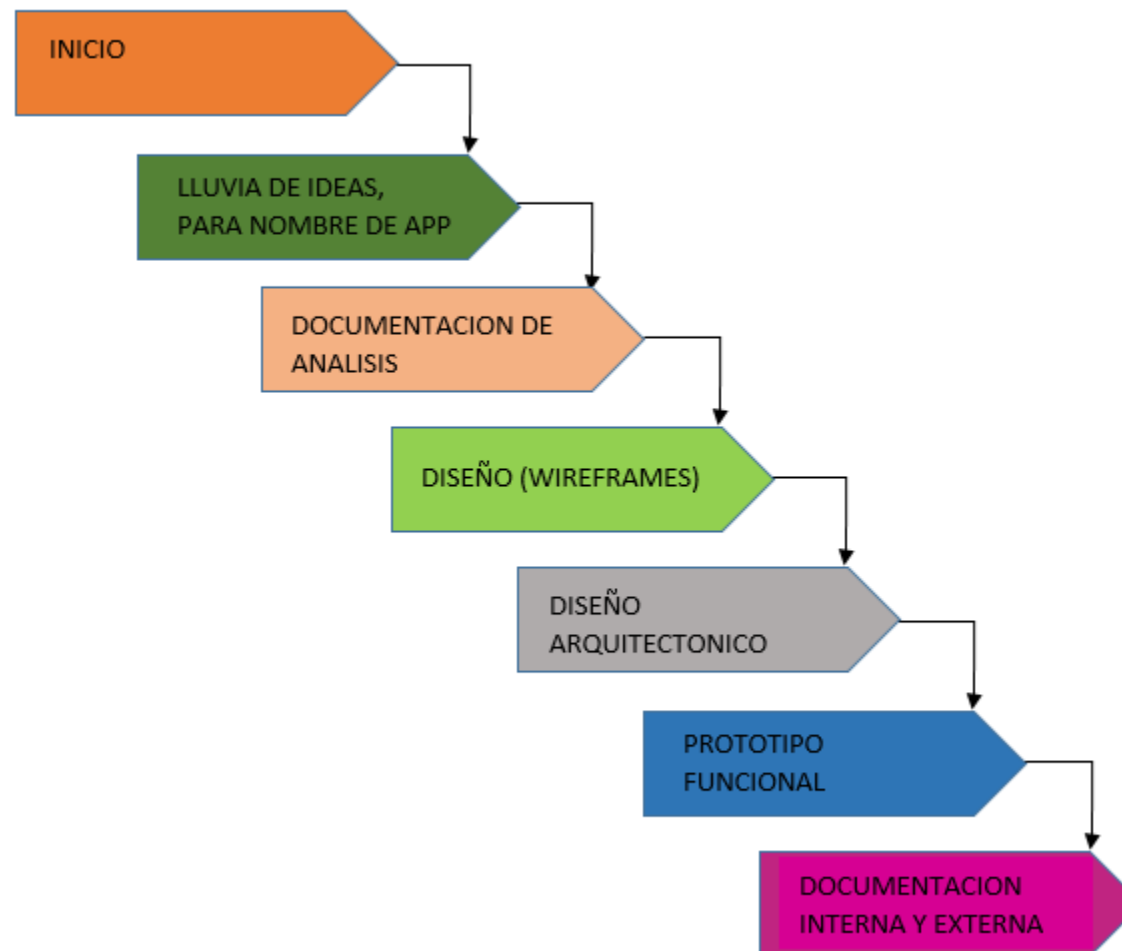 INICIO
LLUVIA DE IDEAS,
PARA NOMBRE DE APP
DOCUMENTACION DE
ANALISIS
DISEÑO (WIREFRAMES)
DISEÑO
ARQUITECTONICO
PROTOTIPO
FUNCIONAL
DOCUMENTACION
INTERNA Y EXTERNA